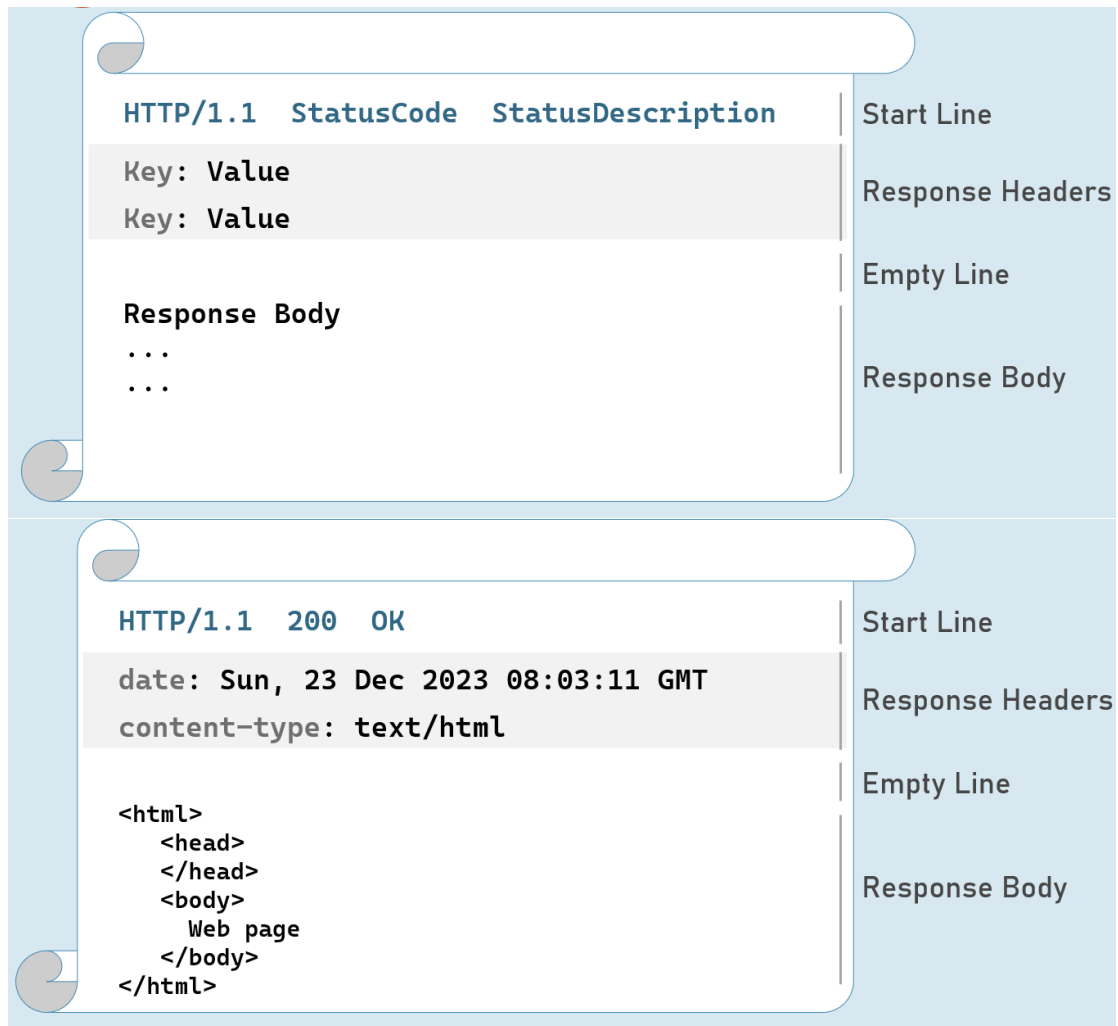 HTTP/1.1 StatusCode StatusDescription
Start Line
Key: Value
Key: Value
Response Headers
Empty Line
Response Body
...
...
Response Body
HTTP/1.1 200 OK
Start Line
date: Sun, 23 Dec 2023 08:03:11 GMT
content-type: text/html
Response Headers
Empty Line
<html>
<head>
</head>
<body>
Web page
</body>
</html>
Response Body